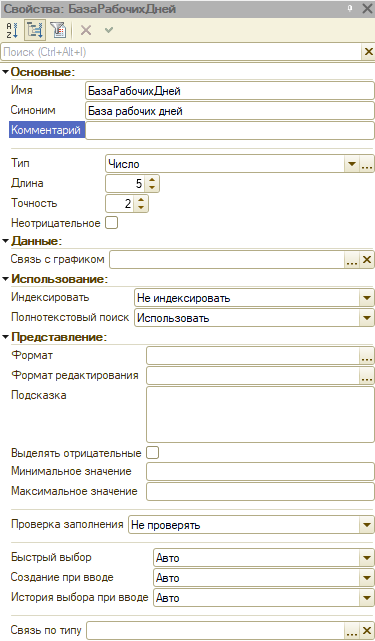 Свойства: БазаРабочихДней
Поиск (Ctrl+Alt+I)
Основные:
Имя БазаРабочихДней
Синоним База рабочих дней
Комментарий
Тип Число
Длина 5
Точность 2
Неотрицательное
Данные:
Связь с графиком
Использование:
Индексировать Не индексировать
Полнотекстовый поиск Использовать
Представление:
Формат
Формат редактирования
Подсказка
Выделять отрицательные
Минимальное значение
Максимальное значение
Проверка заполнения Не проверять
Быстрый выбор Авто
Создание при вводе Авто
История выбора при вводе Авто
Связь по типу